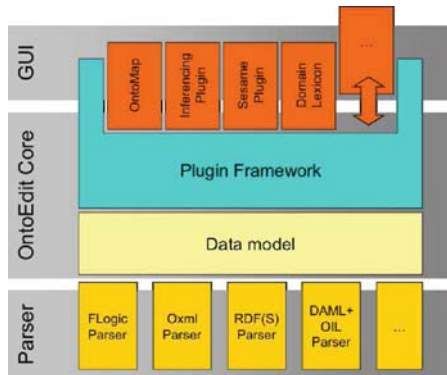 GUI
OntoMap
Inferencing
Plugin
Sesame
Plugin
Domain
Lexicon
...
OntoEdit Core
Plugin Framework
Data model
Parser
FLogic
Parser
Oxml
Parser
RDF(S)
Parser
DAML+
OIL
Parser
...